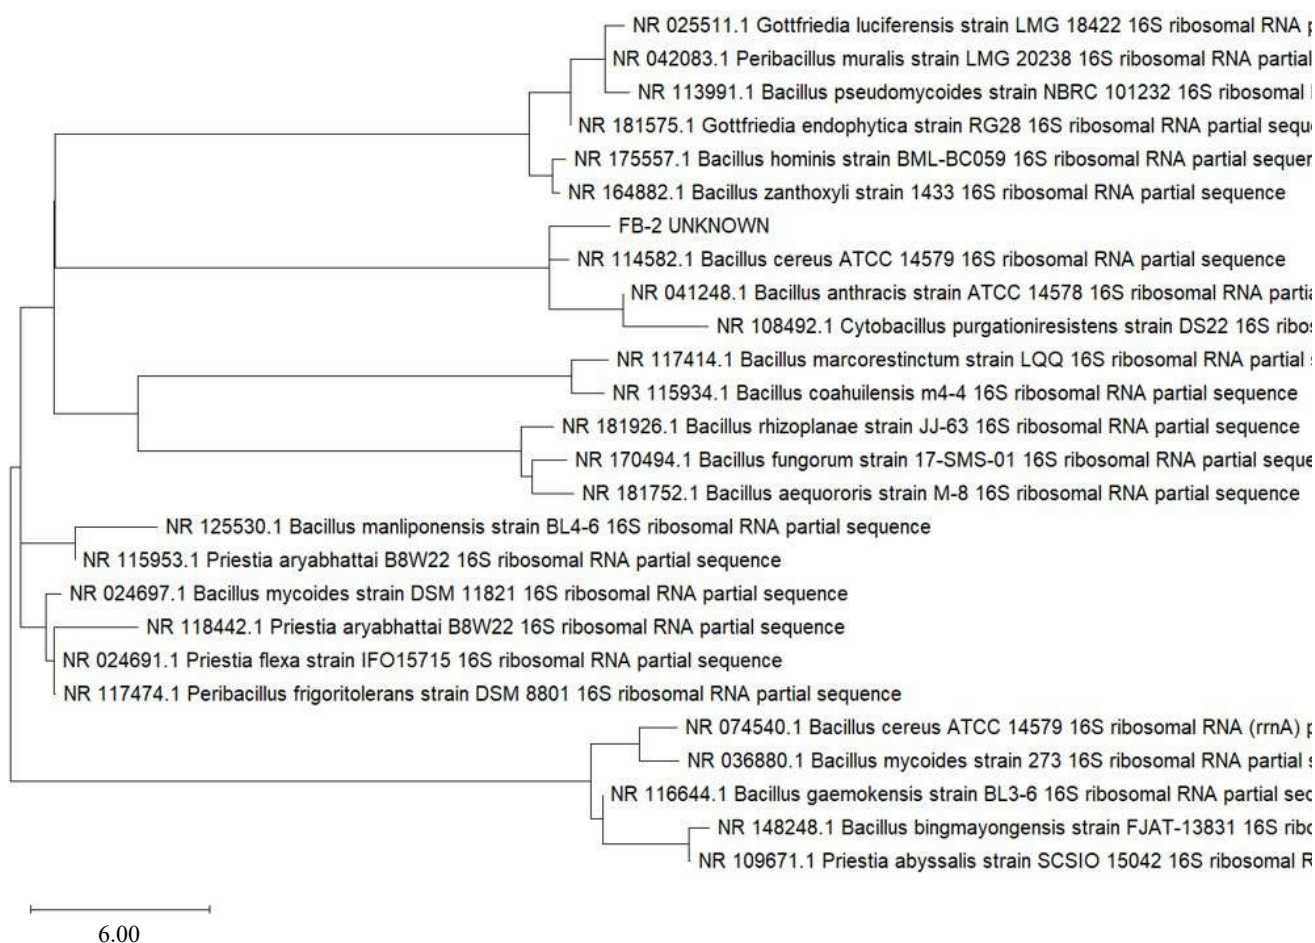 NR 025511.1 Gottfriedia luciferensis strain LMG 18422 16S ribosomal RNA p
NR 042083.1 Peribacillus muralis strain LMG 20238 16S ribosomal RNA partial
NR 113991.1 Bacillus pseudomycoides strain NBRC 101232 16S ribosomal
NR 181575.1 Gottfriedia endophytica strain RG28 16S ribosomal RNA partial seque
NR 175557.1 Bacillus hominis strain BML-BC059 16S ribosomal RNA partial sequen
NR 164882.1 Bacillus zanthoxyli strain 1433 16S ribosomal RNA partial sequence
FB-2 UNKNOWN
NR 114582.1 Bacillus cereus ATCC 14579 16S ribosomal RNA partial sequence
NR 041248.1 Bacillus anthracis strain ATCC 14578 16S ribosomal RNA partia
NR 108492.1 Cytobacillus purgationiresistens strain DS22 16S ribos
NR 117414.1 Bacillus marcorestinctum strain LQQ 16S ribosomal RNA partial s
NR 115934.1 Bacillus coahuilensis m4-4 16S ribosomal RNA partial sequence
NR 181926.1 Bacillus rhizoplanae strain JJ-63 16S ribosomal RNA partial sequence
NR 170494.1 Bacillus fungorum strain 17-SMS-01 16S ribosomal RNA partial seque
NR 181752.1 Bacillus aequororis strain M-8 16S ribosomal RNA partial sequence
NR 125530.1 Bacillus manliponensis strain BL4-6 16S ribosomal RNA partial sequence
NR 115953.1 Priestia aryabhattai B8W22 16S ribosomal RNA partial sequence
NR 024697.1 Bacillus mycoides strain DSM 11821 16S ribosomal RNA partial sequence
NR 118442.1 Priestia aryabhattai B8W22 16S ribosomal RNA partial sequence
NR 024691.1 Priestia flexa strain IFO15715 16S ribosomal RNA partial sequence
NR 117474.1 Peribacillus frigoritolerans strain DSM 8801 16S ribosomal RNA partial sequence
NR 074540.1 Bacillus cereus ATCC 14579 16S ribosomal RNA (rrnA) p
NR 036880.1 Bacillus mycoides strain 273 16S ribosomal RNA partial s
NR 116644.1 Bacillus gaemokensis strain BL3-6 16S ribosomal RNA partial seq
NR 148248.1 Bacillus bingmayongensis strain FJAT-13831 16S ribo
NR 109671.1 Priestia abyssalis strain SCSIO 15042 16S ribosomal R
6.00